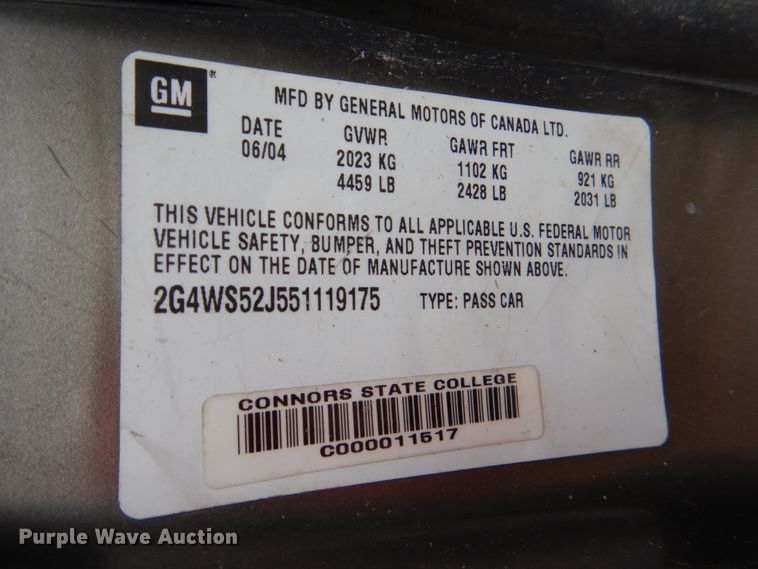 GM®
MFD BY GENERAL MOTORS OF CANADA LTD.
DATE GVWR GAWR FRT GAWR RR
06/04 2023 KG 1102 KG 921 KG
4459 LB 2428 LB 2031 LB
THIS VEHICLE CONFORMS TO ALL APPLICABLE U.S. FEDERAL MOTOR
VEHICLE SAFETY, BUMPER, AND THEFT PREVENTION STANDARDS IN
EFFECT ON THE DATE OF MANUFACTURE SHOWN ABOVE.
2G4WS52J551119175 TYPE: PASS CAR
CONNORS STATE COLLEGE
C000011517
Purple Wave Auction